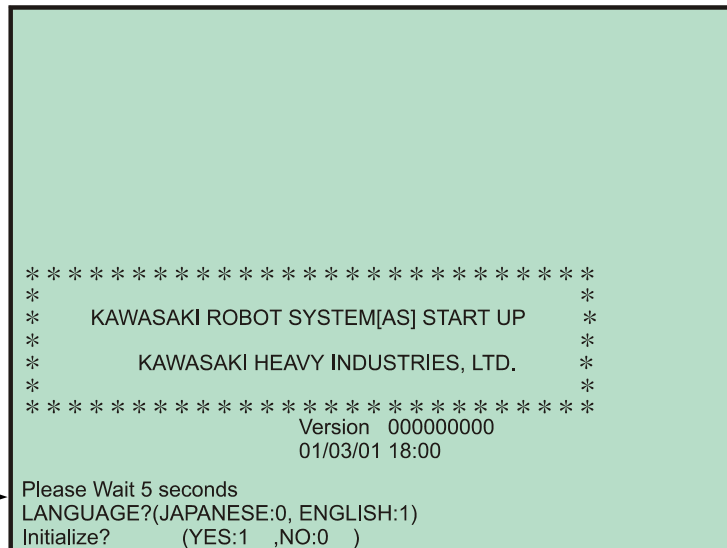 * * * * * * * * * * * * * * * * * * * * * * * * * * *
* *
* KAWASAKI ROBOT SYSTEM[AS] START UP *
* *
* KAWASAKI HEAVY INDUSTRIES, LTD. *
* *
* * * * * * * * * * * * * * * * * * * * * * * * * * *
Version 000000000
01/03/01 18:00
Please Wait 5 seconds
LANGUAGE?(JAPANESE:0, ENGLISH:1)
Initialize? (YES:1 ,NO:0 )